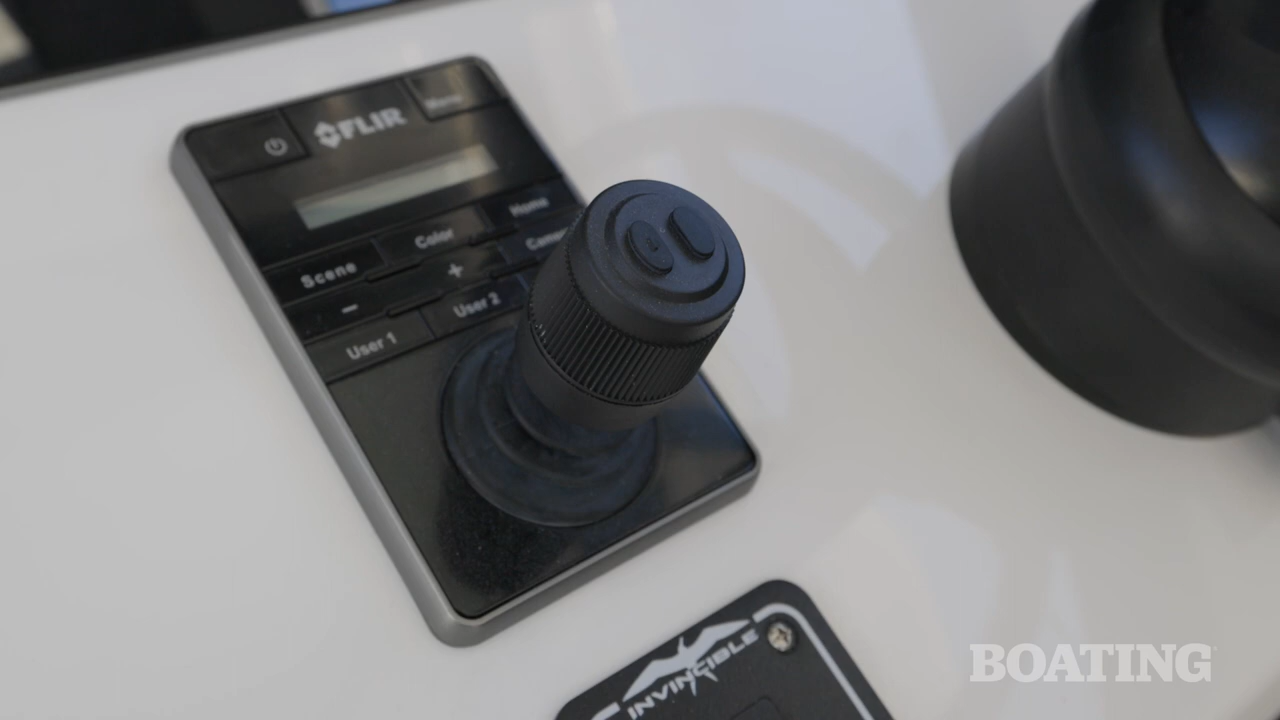 FLIR
Menu
Home
Color
Scene
+
User 2
−
User 1
INVINCIBLE
BOATING